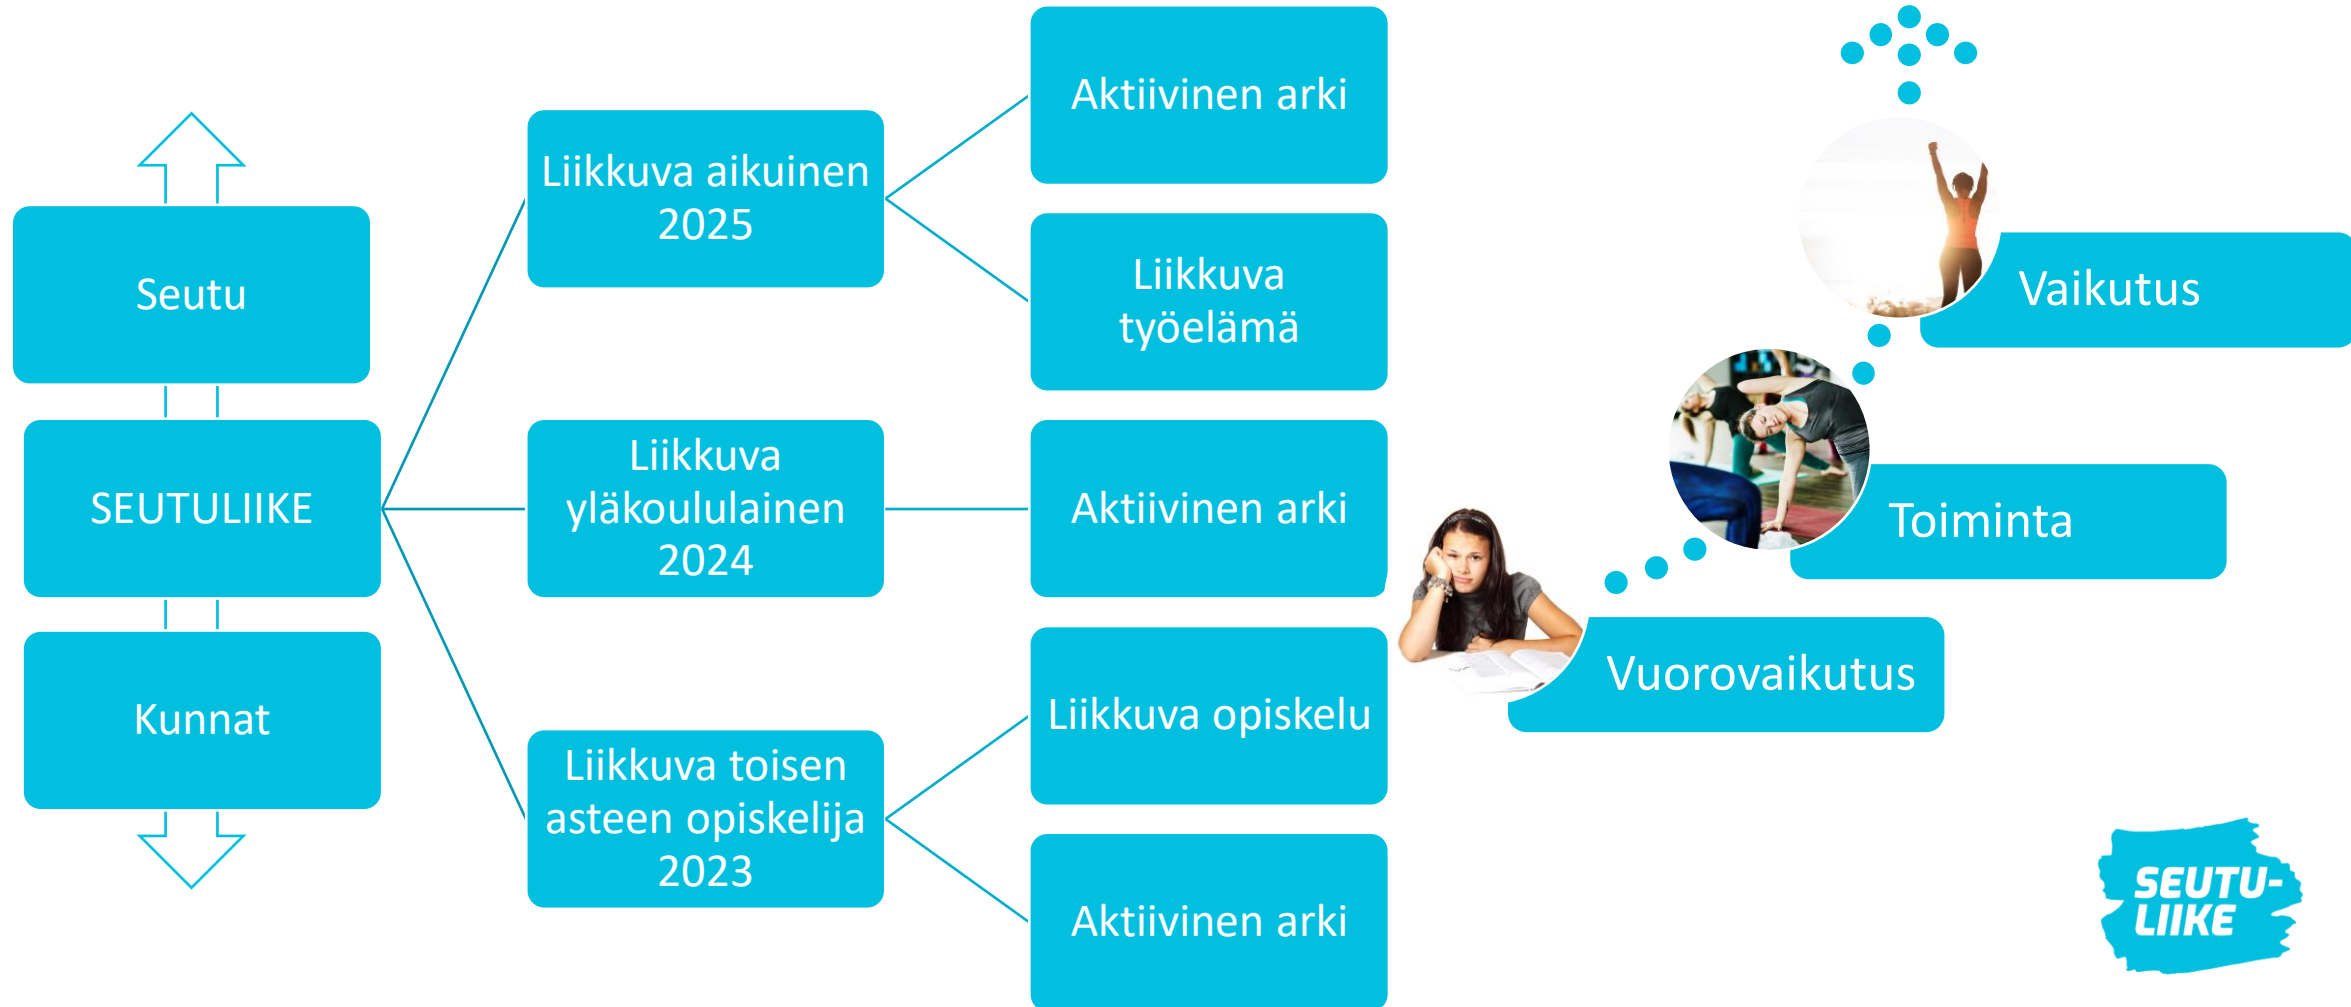 Seutu
SEUTULIIKE
Kunnat
Liikkuva aikuinen
2025
Liikkuva
yläkoululainen
2024
Liikkuva toisen
asteen opiskelija
2023
Aktiivinen arki
Liikkuva
työelämä
Aktiivinen arki
Liikkuva opiskelu
Aktiivinen arki
Vaikutus
Toiminta
Vuorovaikutus
SEUTU-
LIIKE